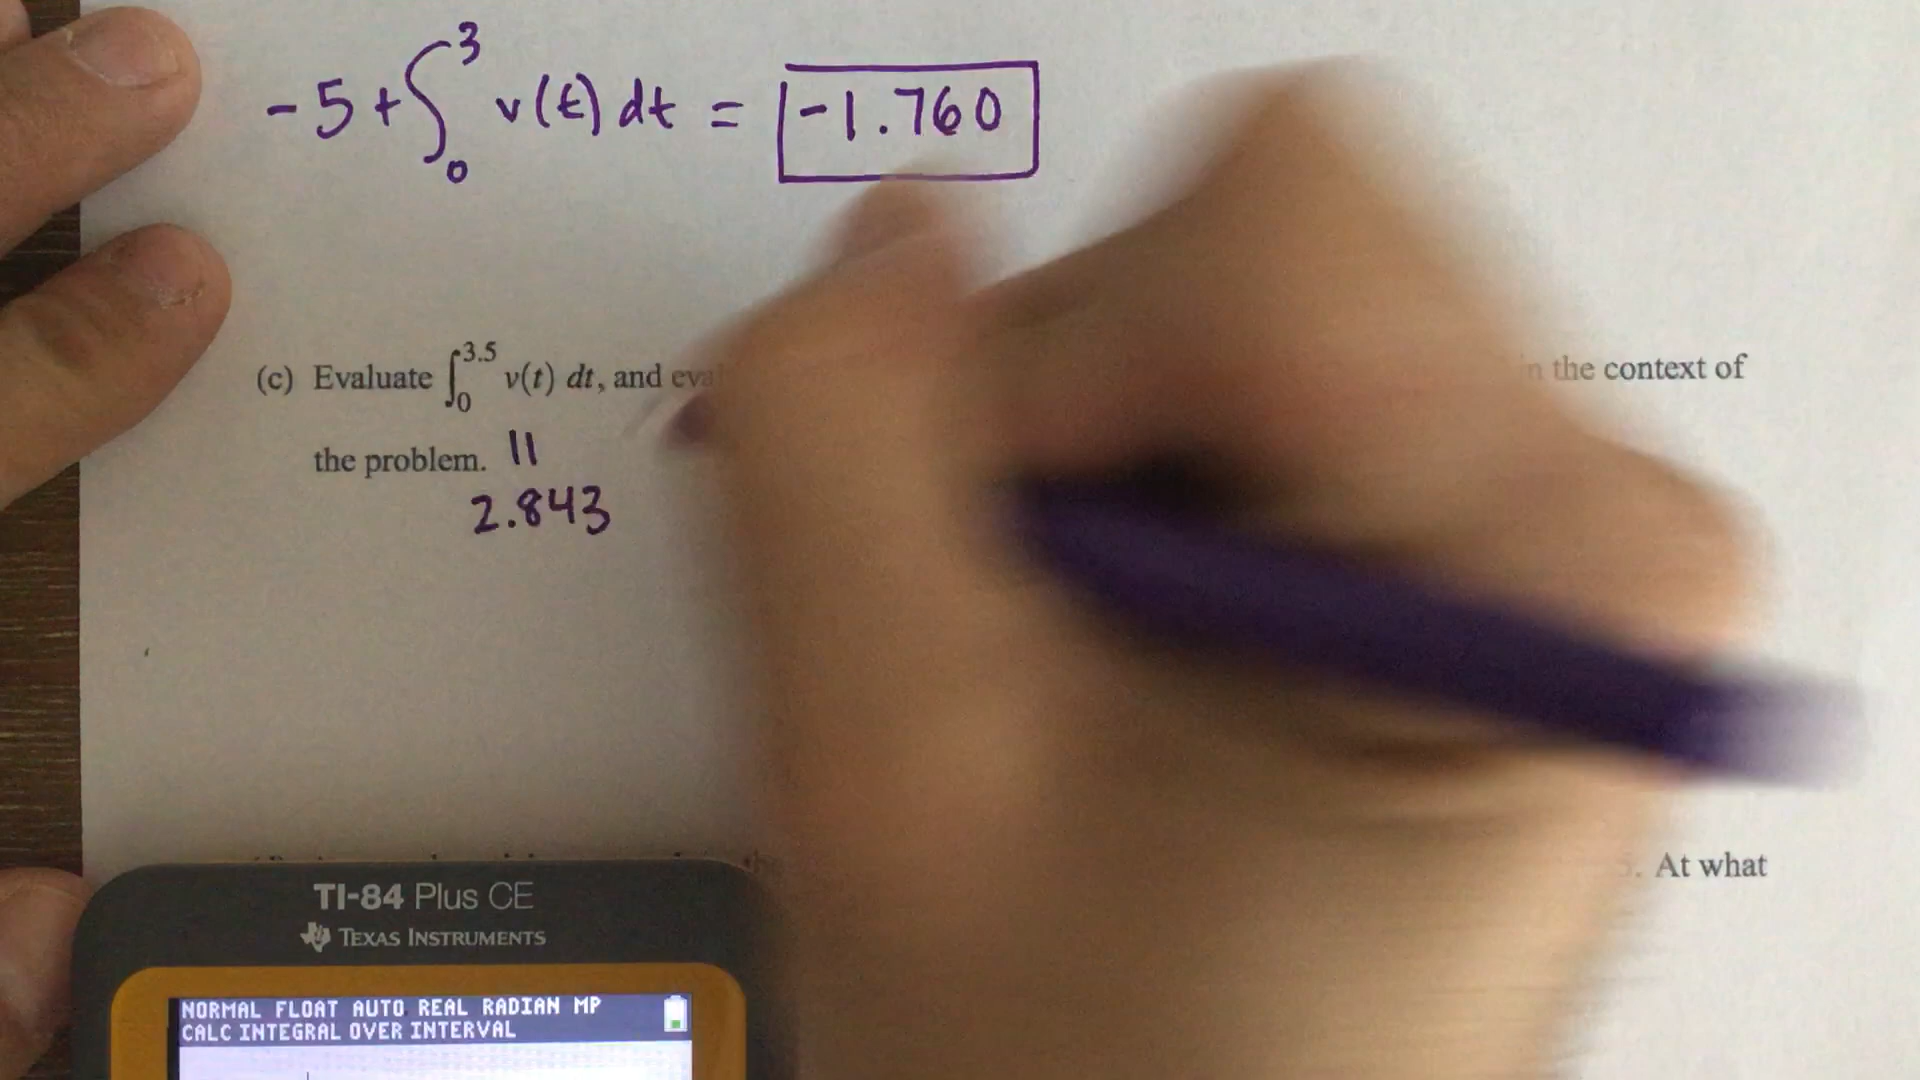 -5 + ∫₀³ v(t) dt = -1.760
(c) Evaluate ∫₀^3.5 v(t) dt, and eva n the context of
the problem. ||
2.843
. At what
TI-84 Plus CE
TEXAS INSTRUMENTS
NORMAL FLOAT AUTO REAL RADIAN MP
CALC INTEGRAL OVER INTERVAL